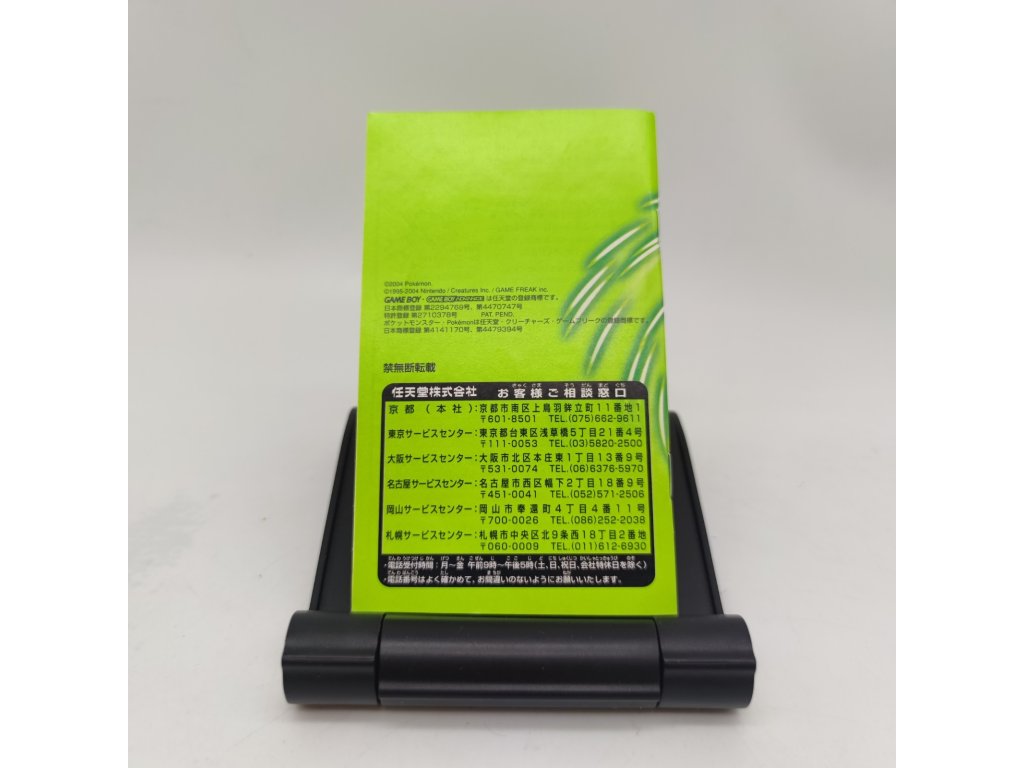 ©2004 Pokémon.
©1995-2004 Nintendo / Creatures inc. / GAME FREAK inc.
GAME BOY・GAME BOY ADVANCE は任天堂の登録商標です。
日本商標登録 第2294769号、第4470747号
特許登録 第2710378号 PAT. PEND.
ポケットモンスター・Pokémonは任天堂・クリーチャーズ・ゲームフリークの登録商標です。
日本商標登録 第4141170号、第4479394号
禁無断転載
任天堂株式会社 お客様ご相談窓口
京都(本社):京都市南区上鳥羽鉾立町11番地1
〒601-8501 TEL.(075)662-9611
東京サービスセンター:東京都台東区浅草橋5丁目21番4号
〒111-0053 TEL.(03)5820-2500
大阪サービスセンター:大阪市北区本庄東1丁目13番9号
〒531-0074 TEL.(06)6376-5970
名古屋サービスセンター:名古屋市西区幅下2丁目18番9号
〒451-0041 TEL.(052)571-2506
岡山サービスセンター:岡山市奉還町4丁目4番11号
〒700-0026 TEL.(086)252-2038
札幌サービスセンター:札幌市中央区北9条西18丁目2番地
〒060-0009 TEL.(011)612-6930
・電話受付時間:月〜金 午前9時〜午後5時(土、日、祝日、会社特休日を除く)
・電話番号はよく確かめて、お間違いのないようにお願いいたします。